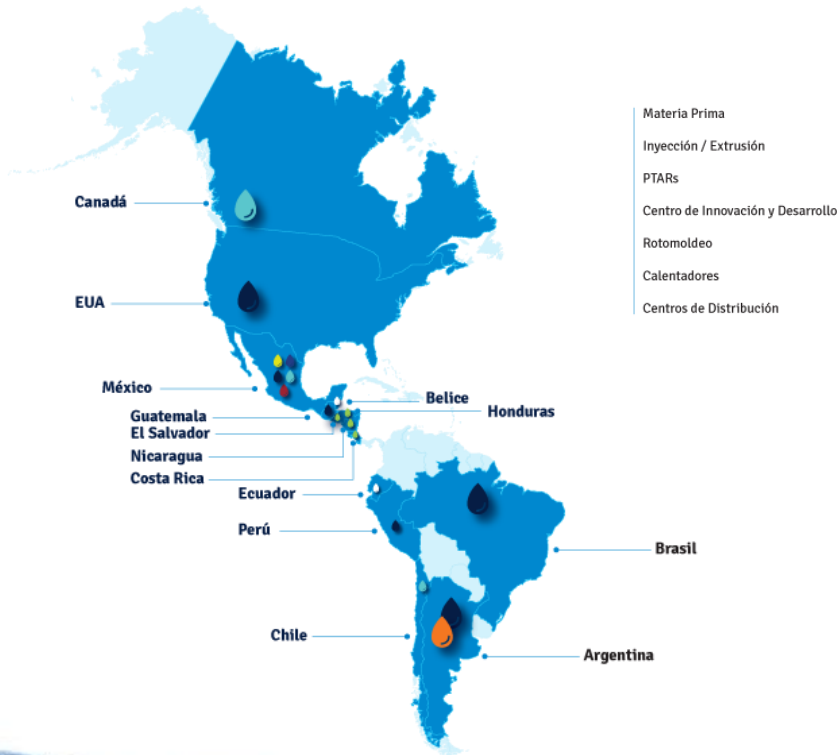 Materia Prima
Inyección / Extrusión
PTARs
Centro de Innovación y Desarrollo
Rotomoldeo
Calentadores
Centros de Distribución
Canadá
EUA
México
Belice
Honduras
Guatemala
El Salvador
Nicaragua
Costa Rica
Ecuador
Perú
Brasil
Chile
Argentina